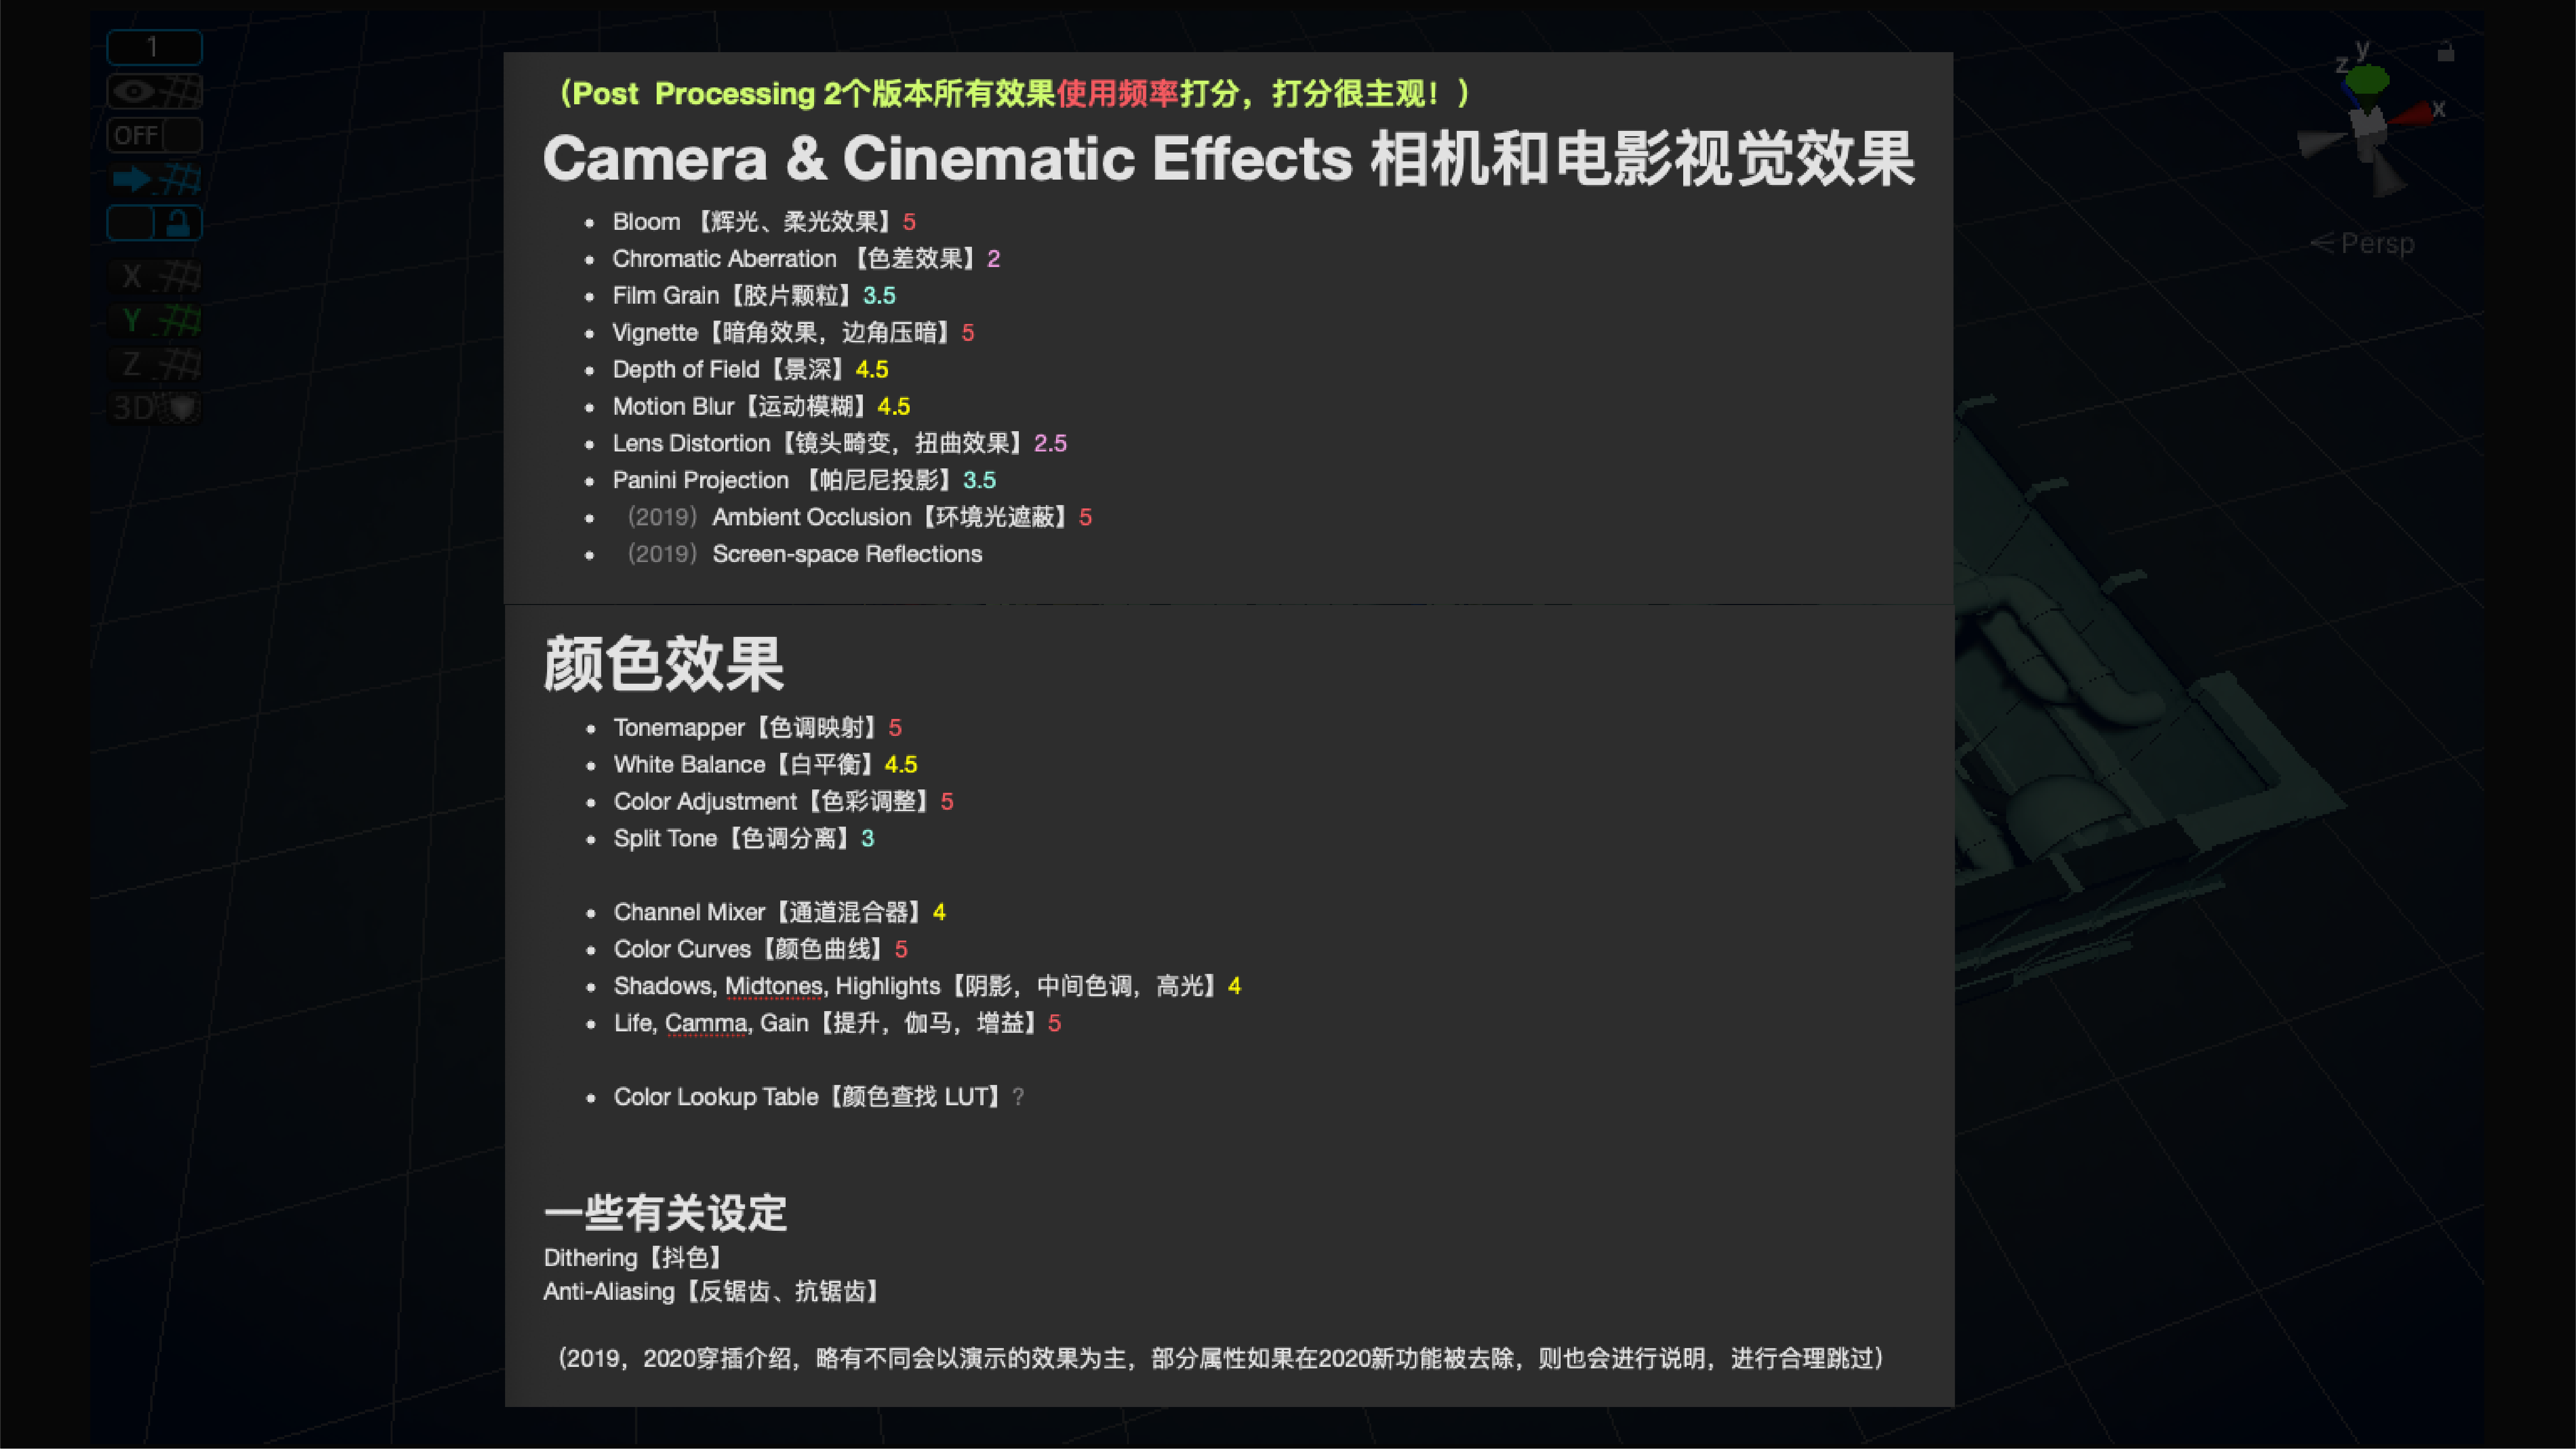 1
OFF
X
Y
Z
3D
y
z
x
< Persp
（Post Processing 2个版本所有效果使用频率打分，打分很主观！）
Camera & Cinematic Effects 相机和电影视觉效果
• Bloom 【辉光、柔光效果】5
• Chromatic Aberration 【色差效果】2
• Film Grain【胶片颗粒】3.5
• Vignette【暗角效果，边角压暗】5
• Depth of Field【景深】4.5
• Motion Blur【运动模糊】4.5
• Lens Distortion【镜头畸变，扭曲效果】2.5
• Panini Projection 【帕尼尼投影】3.5
• （2019）Ambient Occlusion【环境光遮蔽】5
• （2019）Screen-space Reflections
颜色效果
• Tonemapper【色调映射】5
• White Balance【白平衡】4.5
• Color Adjustment【色彩调整】5
• Split Tone【色调分离】3
• Channel Mixer【通道混合器】4
• Color Curves【颜色曲线】5
• Shadows, Midtones, Highlights【阴影，中间色调，高光】4
• Life, Camma, Gain【提升，伽马，增益】5
• Color Lookup Table【颜色查找 LUT】?
一些有关设定
Dithering【抖色】
Anti-Aliasing【反锯齿、抗锯齿】
（2019，2020穿插介绍，略有不同会以演示的效果为主，部分属性如果在2020新功能被去除，则也会进行说明，进行合理跳过）